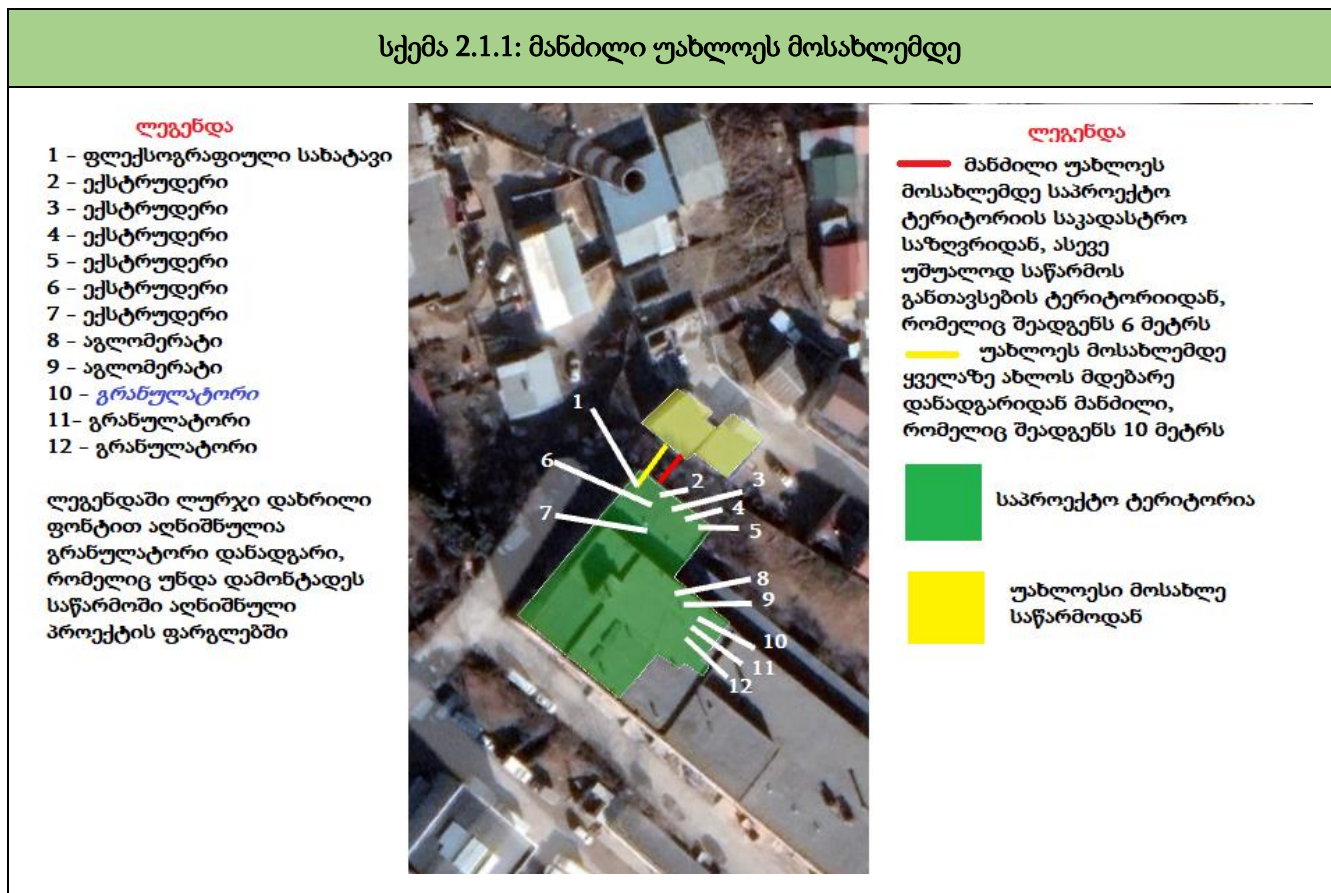 სქემა 2.1.1: მანძილი უახლოეს მოსახლემდე
ლეგენდა
1 – ფლექსოგრაფიული სახატავი
2 – ექსტრუდერი
3 – ექსტრუდერი
4 – ექსტრუდერი
5 – ექსტრუდერი
6 – ექსტრუდერი
7 – ექსტრუდერი
8 – აგლომერატი
9 – აგლომერატი
10 – გრანულატორი
11– გრანულატორი
12 – გრანულატორი
ლეგენდაში ლურჯი დახრილი
ფონტით აღნიშნულია
გრანულატორი დანადგარი,
რომელიც უნდა დამონტადეს
საწარმოში აღნიშნული
პროექტის ფარგლებში
1
6
7
2
3
4
5
8
9
10
11
12
ლეგენდა
მანძილი უახლოეს
მოსახლემდე საპროექტო
ტერიტორიის საკადასტრო
საზღვრიდან, ასევე
უშუალოდ საწარმოს
განთავსების ტერიტორიიდან,
რომელიც შეადგენს 6 მეტრს
უახლოეს მოსახლემდე
ყველაზე ახლოს მდებარე
დანადგარიდან მანძილი,
რომელიც შეადგენს 10 მეტრს
საპროექტო ტერიტორია
უახლოესი მოსახლე
საწარმოდან